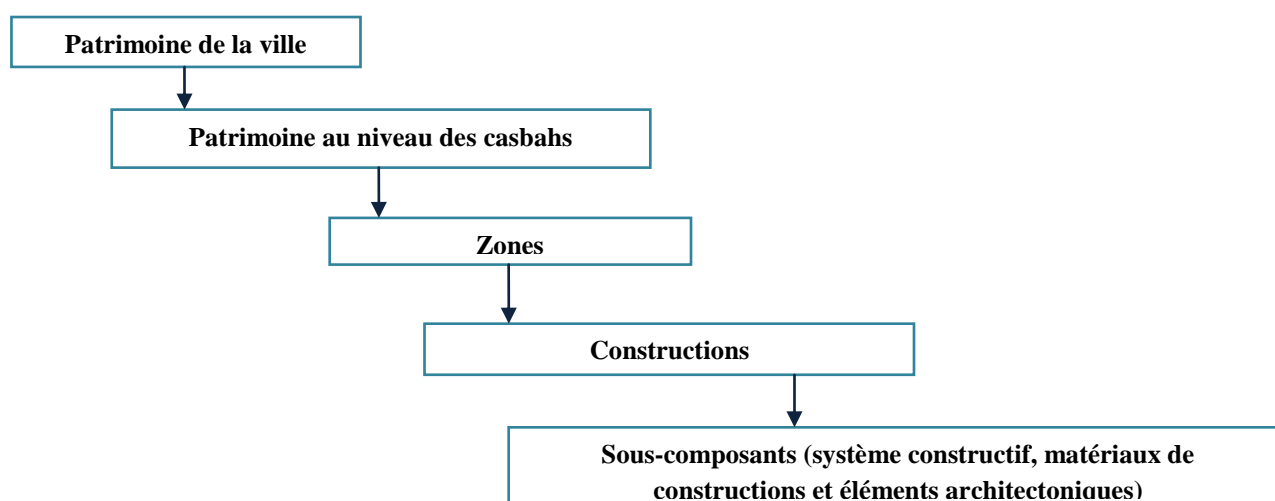 Patrimoine de la ville
Patrimoine au niveau des casbahs
Zones
Constructions
Sous-composants (système constructif, matériaux de
constructions et éléments architectoniques)